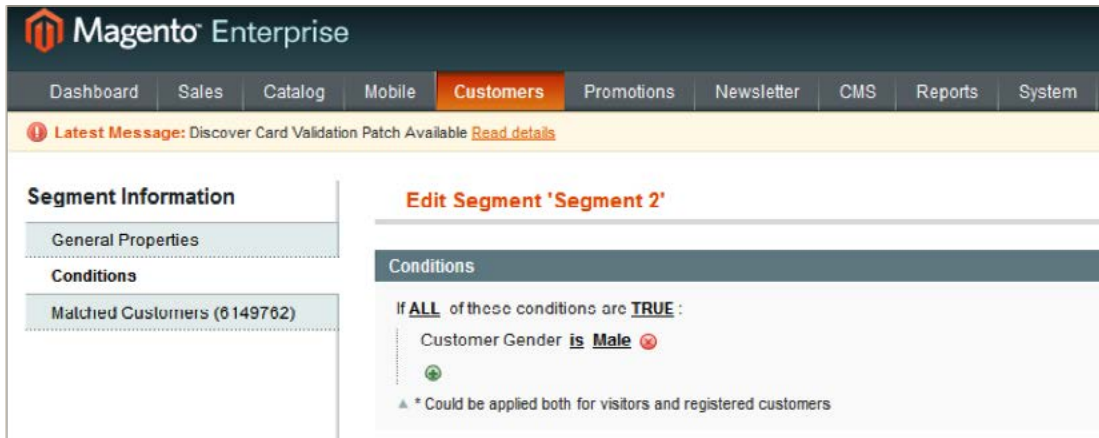 Magento Enterprise
Dashboard Sales Catalog Mobile Customers Promotions Newsletter CMS Reports System
Latest Message: Discover Card Validation Patch Available Read details
Segment Information
General Properties
Conditions
Matched Customers (6149762)
Edit Segment 'Segment 2'
Conditions
If ALL of these conditions are TRUE :
Customer Gender is Male
* Could be applied both for visitors and registered customers